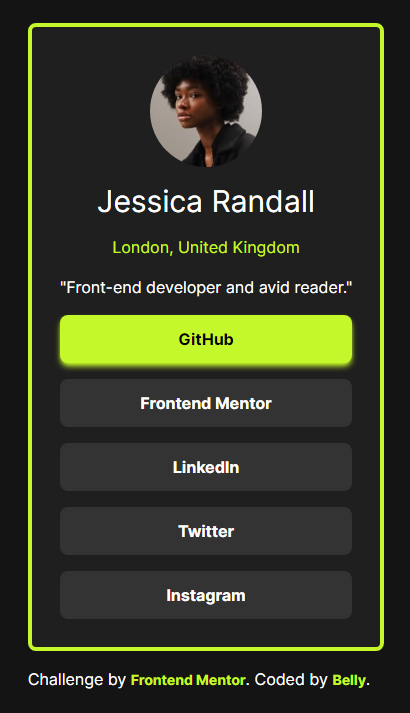 Jessica Randall
London, United Kingdom
"Front-end developer and avid reader."
GitHub
Frontend Mentor
LinkedIn
Twitter
Instagram
Challenge by Frontend Mentor. Coded by Belly.